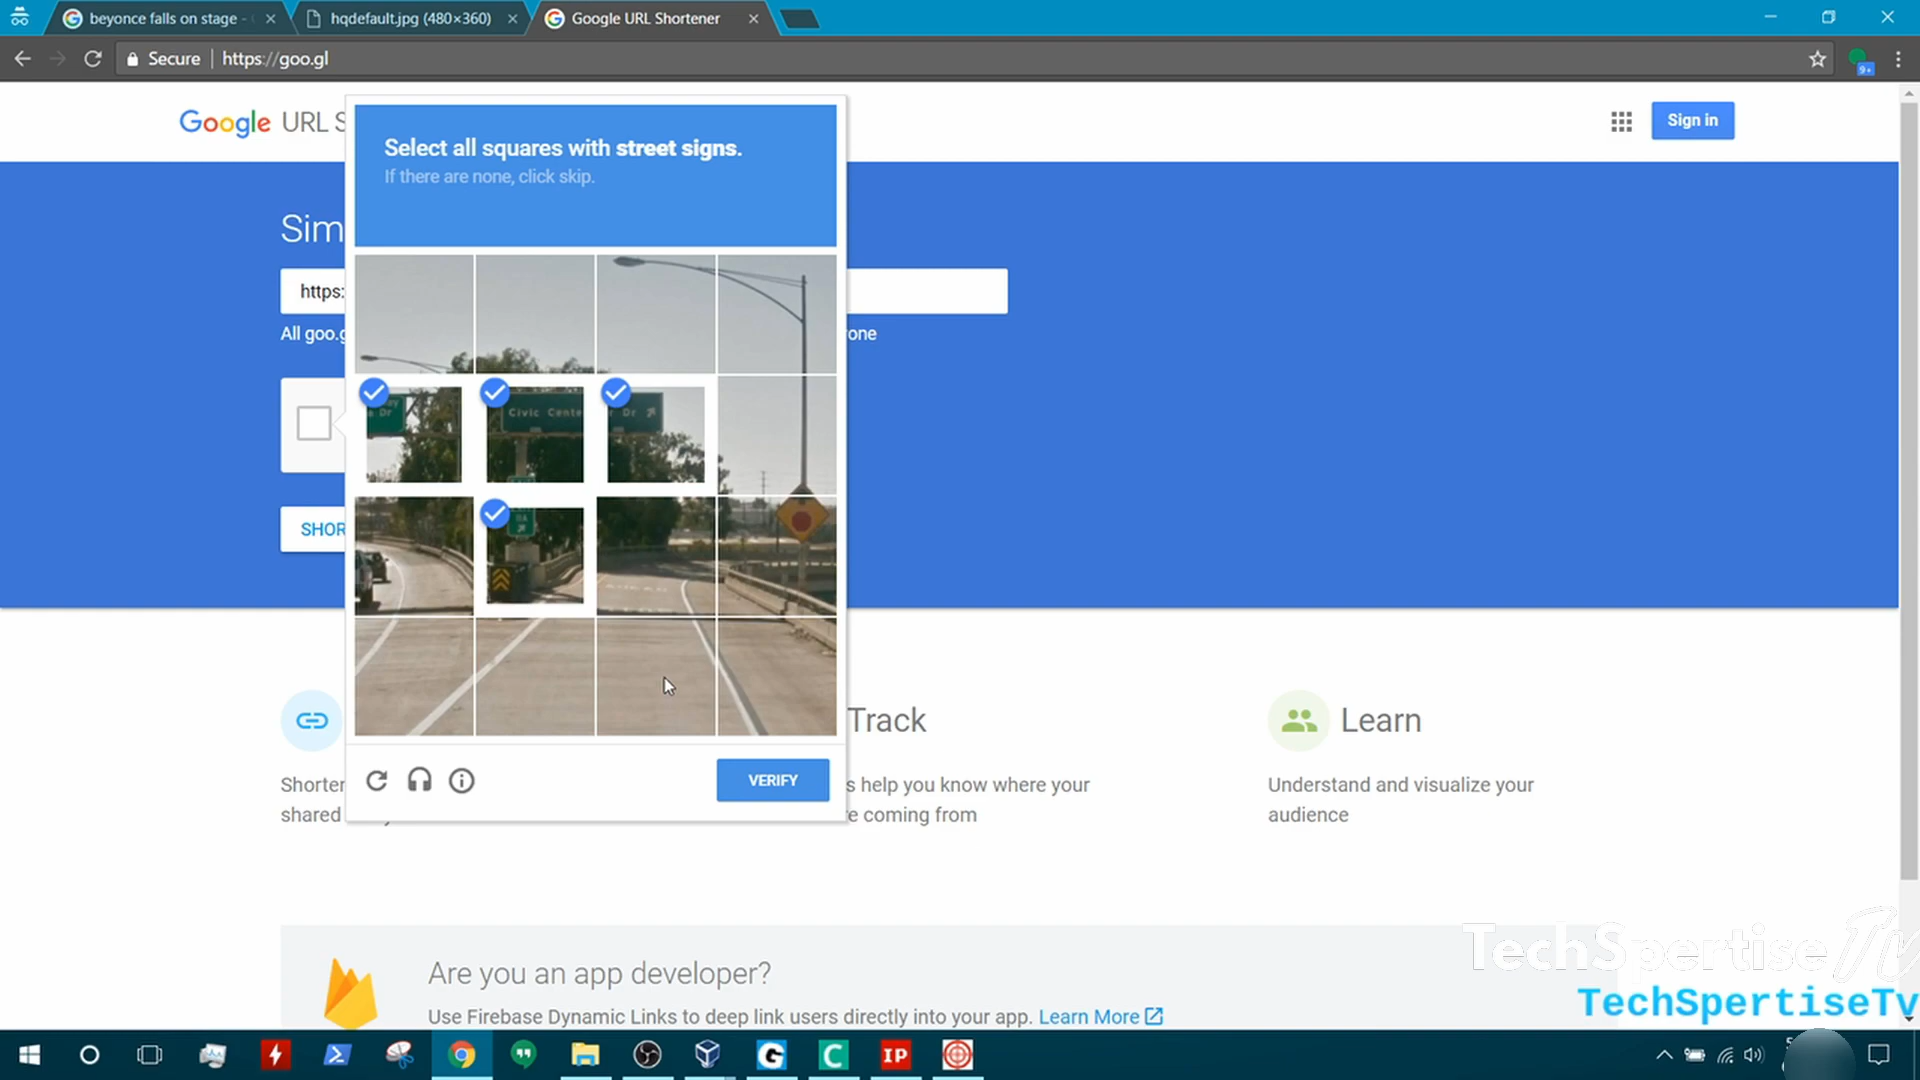 beyonce falls on stage -
hqdefault.jpg (480×360)
Google URL Shortener
Secure
https://goo.gl
9+
Google URL S
Sign in
Select all squares with street signs.
If there are none, click skip.
Sim
https:
All goo.g
one
Dr
Civic Cente
Dr
SHOR
VERIFY
Track
Learn
Shorten
shared
s help you know where your
e coming from
Understand and visualize your
audience
Are you an app developer?
Use Firebase Dynamic Links to deep link users directly into your app. Learn More
TechSpertiseTv
TechSpertiseTv
G
C
IP